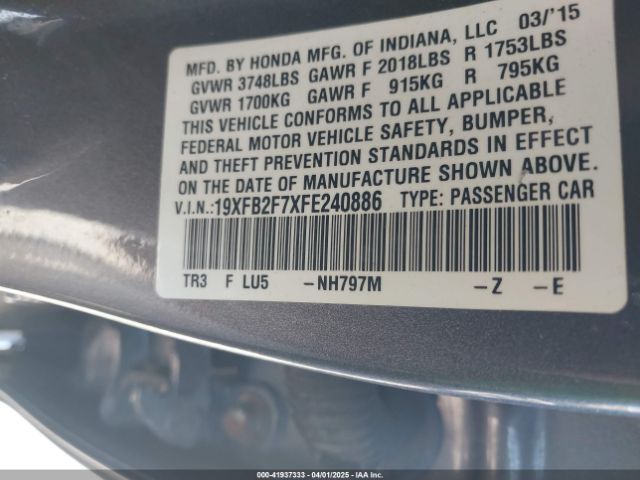 MFD. BY HONDA MFG. OF INDIANA, LLC 03/'15
GVWR 3748LBS GAWR F 2018LBS R 1753LBS
GVWR 1700KG GAWR F 915KG R 795KG
THIS VEHICLE CONFORMS TO ALL APPLICABLE
FEDERAL MOTOR VEHICLE SAFETY, BUMPER,
AND THEFT PREVENTION STANDARDS IN EFFECT
ON THE DATE OF MANUFACTURE SHOWN ABOVE.
V.I.N.:19XFB2F7XFE240886 TYPE: PASSENGER CAR
TR3 F LU5 -NH797M -Z -E
000-41937333 - 04/01/2025 - IAAI, Inc.